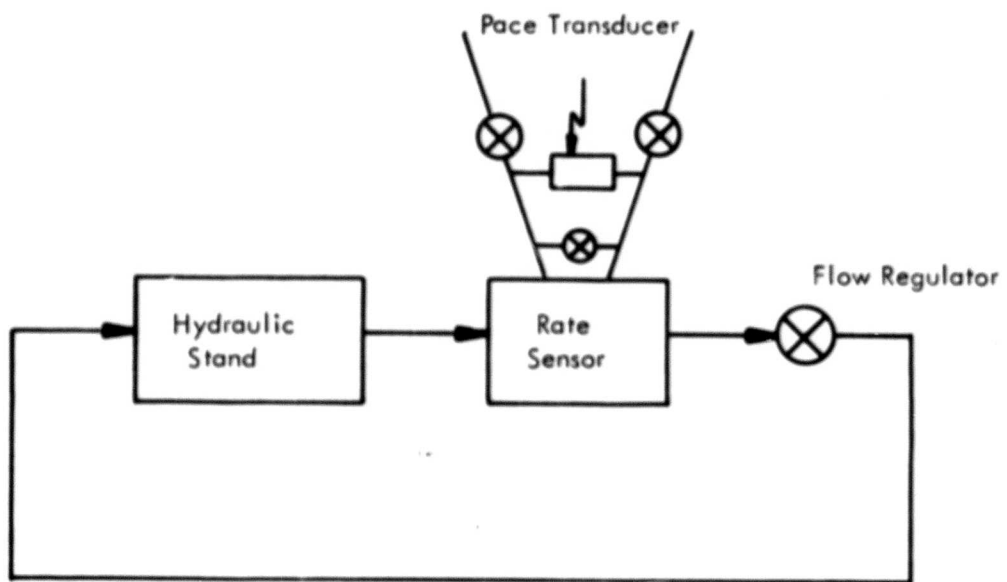 Pace Transducer
Flow Regulator
Hydraulic
Stand
Rate
Sensor